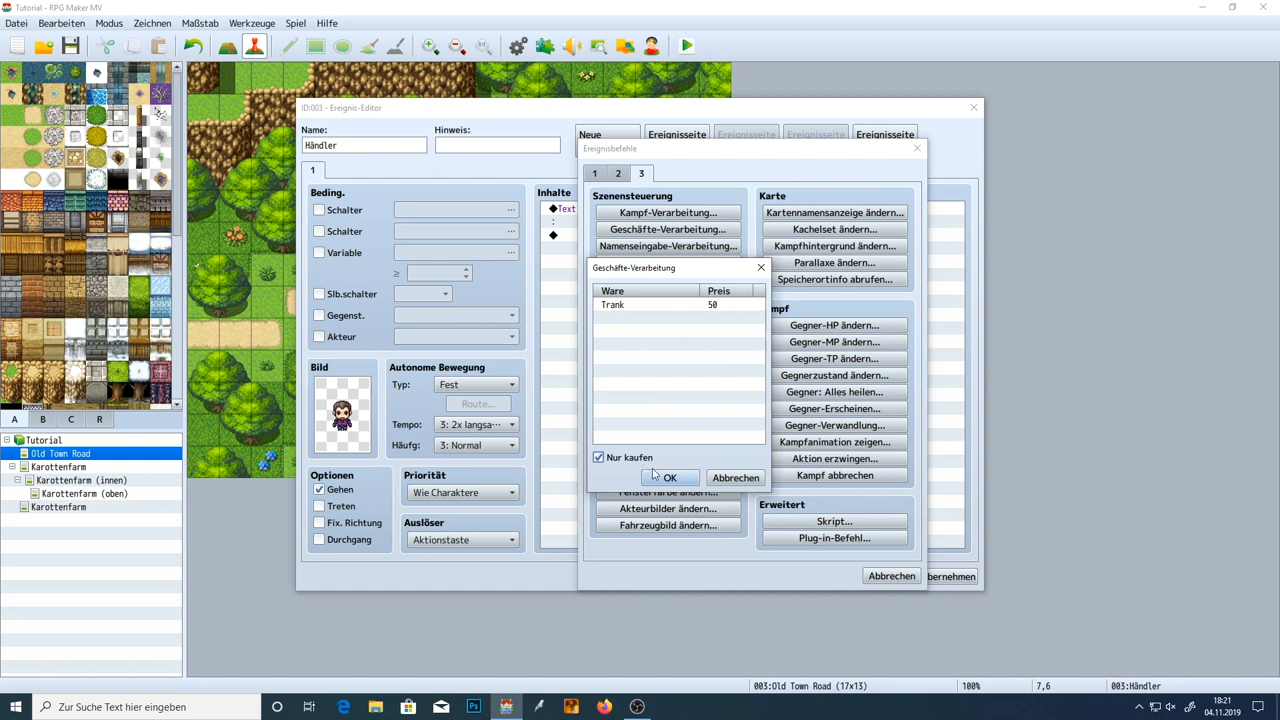 Tutorial - RPG Maker MV
Datei Bearbeiten Modus Zeichnen Maßstab Werkzeuge Spiel Hilfe
ID:003 - Ereignis-Editor
Name:
Hinweis:
Händler
Neue
Ereignisseite
Ereignisseite
Ereignisseite
Ereignisseite
Ereignisbefehle
1
1 2 3
Beding.
Schalter
Schalter
Variable
≥
Slb.schalter
Gegenst.
Akteur
Inhalte
◆Text
:
◆
Szenensteuerung
Kampf-Verarbeitung...
Geschäfte-Verarbeitung...
Namenseingabe-Verarbeitung...
Karte
Kartennamensanzeige ändern...
Kachelset ändern...
Kampfhintergrund ändern...
Parallaxe ändern...
Speicherortinfo abrufen...
Geschäfte-Verarbeitung
Ware Preis
Trank 50
Nur kaufen
OK
Abbrechen
mpf
Gegner-HP ändern...
Gegner-MP ändern...
Gegner-TP ändern...
Gegnerzustand ändern...
Gegner: Alles heilen...
Gegner-Erscheinen...
Gegner-Verwandlung...
Kampfanimation zeigen...
Aktion erzwingen...
Kampf abbrechen
Bild
Autonome Bewegung
Typ: Fest
Route...
Tempo: 3: 2x langsa...
Häufig: 3: Normal
Optionen
Gehen
Treten
Fix. Richtung
Durchgang
Priorität
Wie Charaktere
Auslöser
Aktionstaste
Fensterfarbe ändern...
Akteurbilder ändern...
Fahrzeugbild ändern...
Erweitert
Skript...
Plug-in-Befehl...
Abbrechen
bernehmen
A B C R
Tutorial
Old Town Road
Karottenfarm
Karottenfarm (innen)
Karottenfarm (oben)
Karottenfarm
003:Old Town Road (17x13)
100%
7,6
003:Händler
Zur Suche Text hier eingeben
18:21
04.11.2019